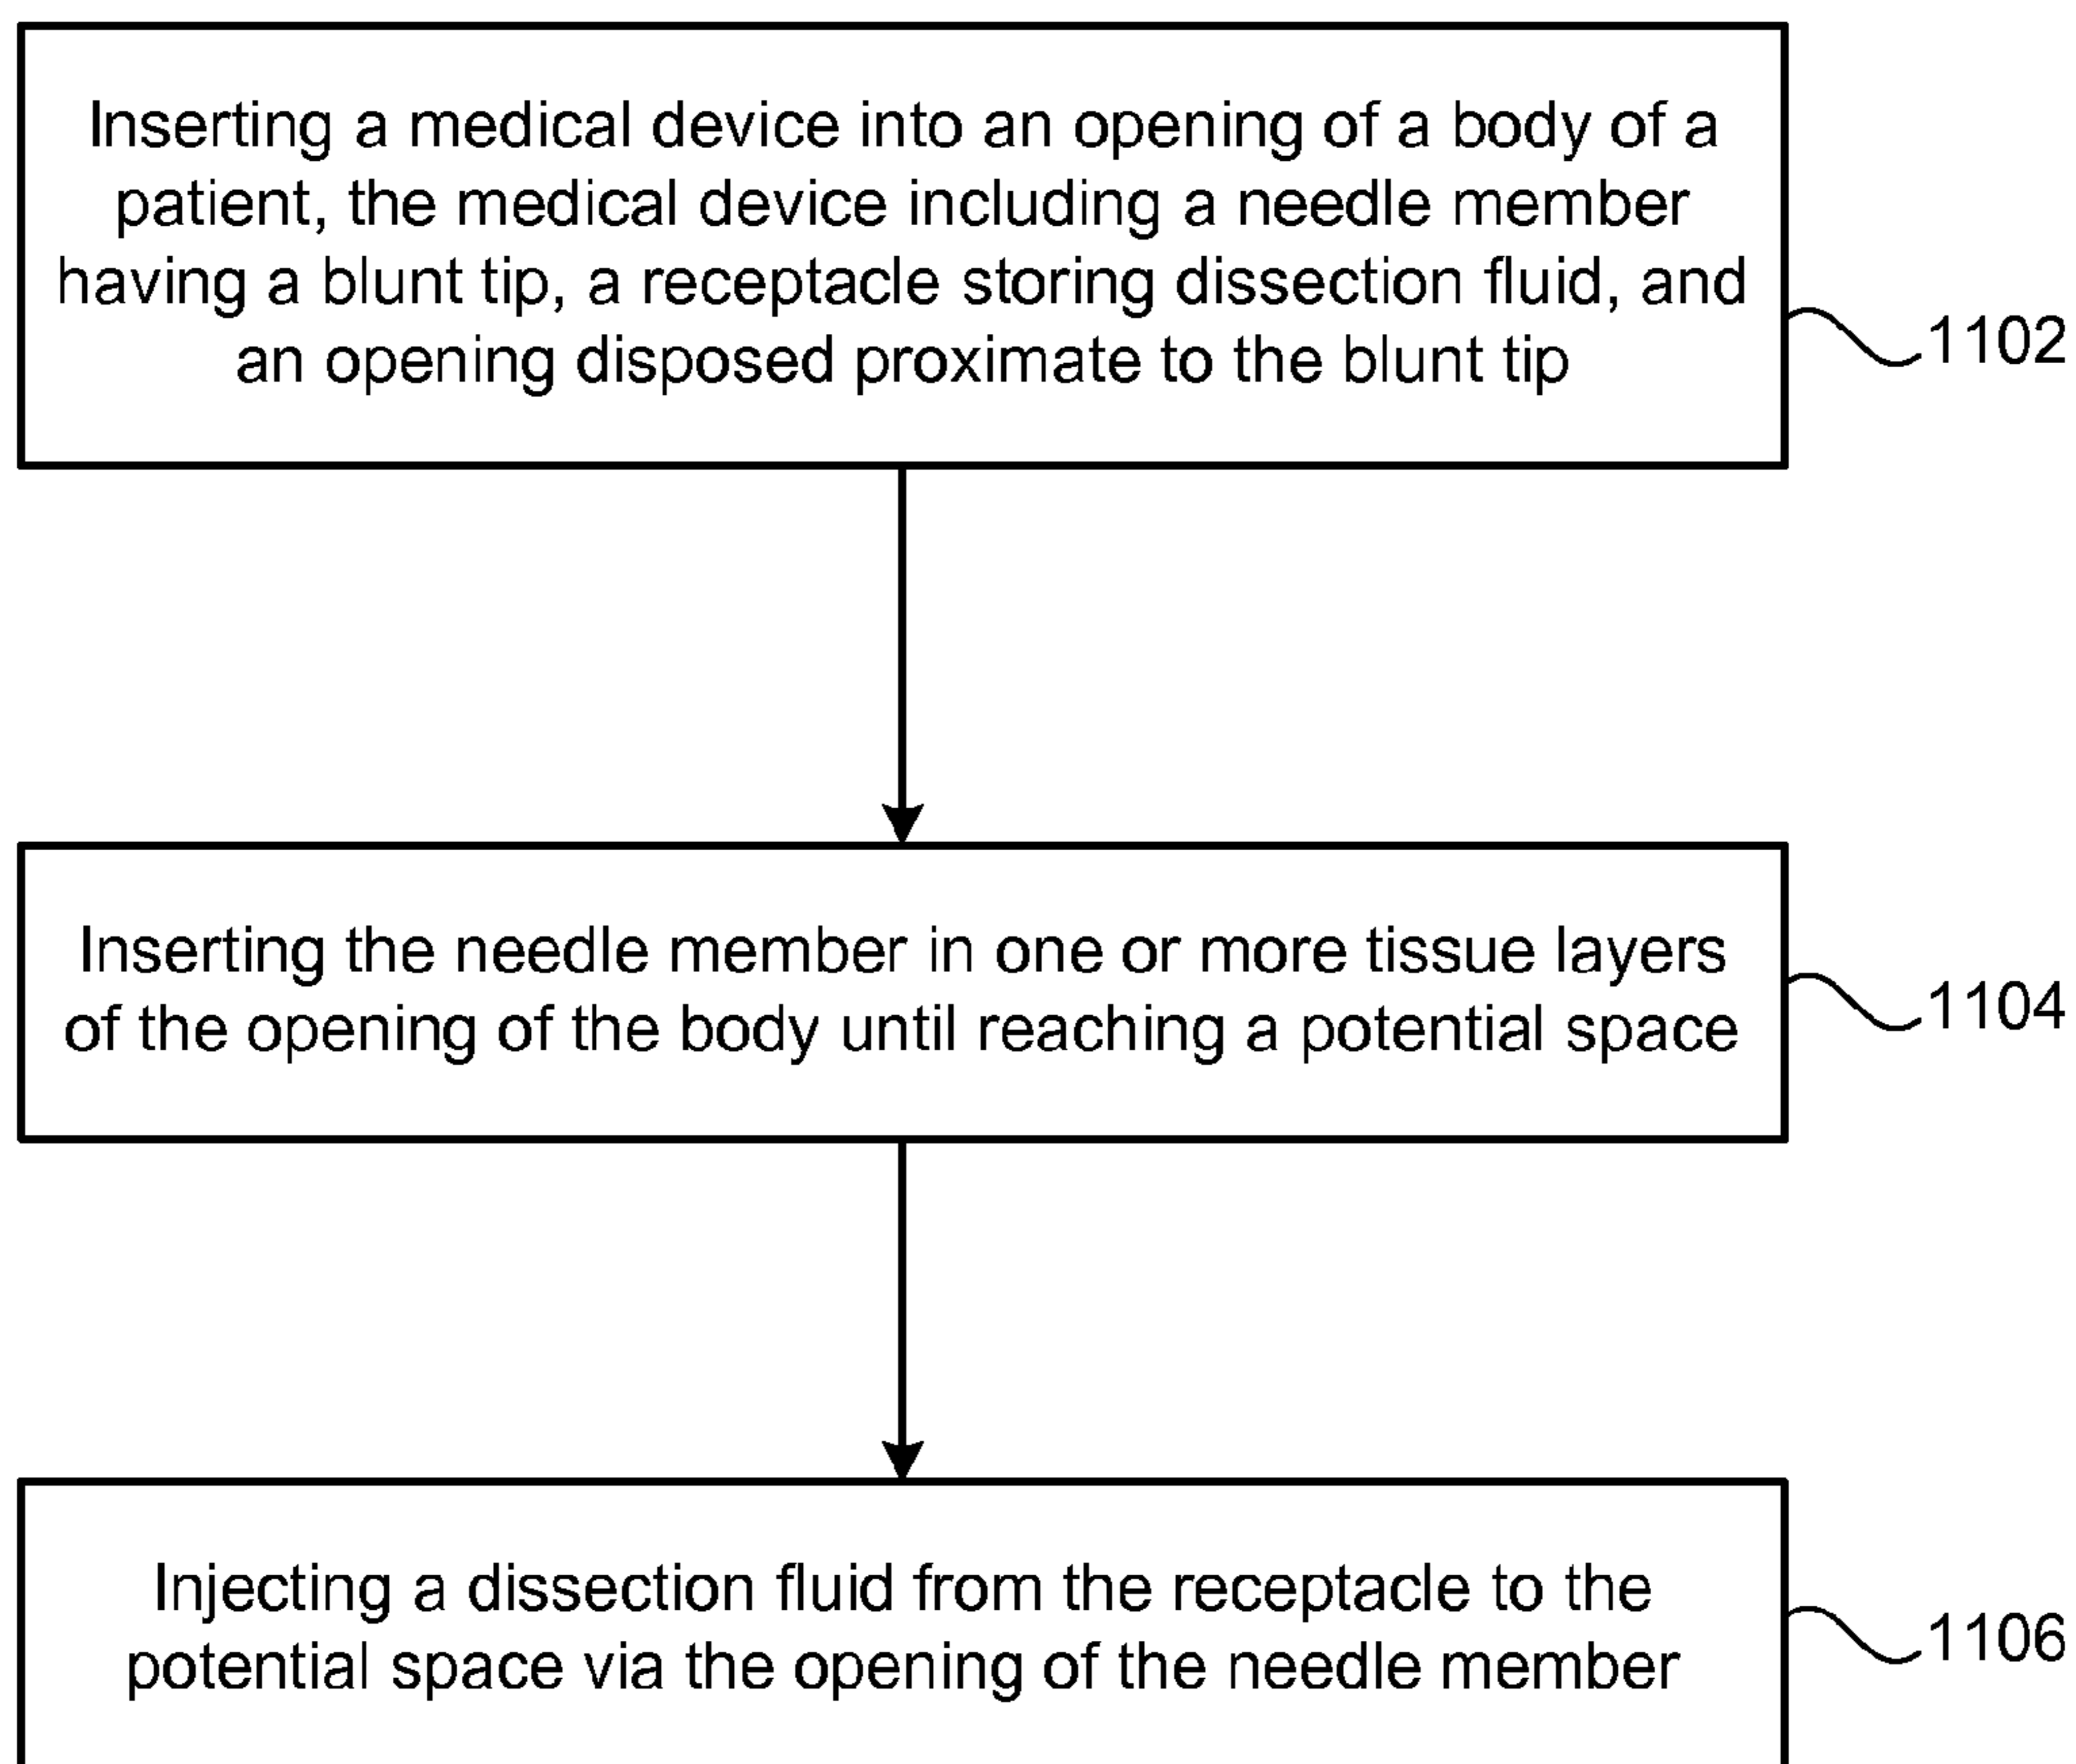 Inserting a medical device into an opening of a body of a
patient, the medical device including a needle member
having a blunt tip, a receptacle storing dissection fluid, and
an opening disposed proximate to the blunt tip
1102
Inserting the needle member in one or more tissue layers
of the opening of the body until reaching a potential space
1104
Injecting a dissection fluid from the receptacle to the
potential space via the opening of the needle member
1106